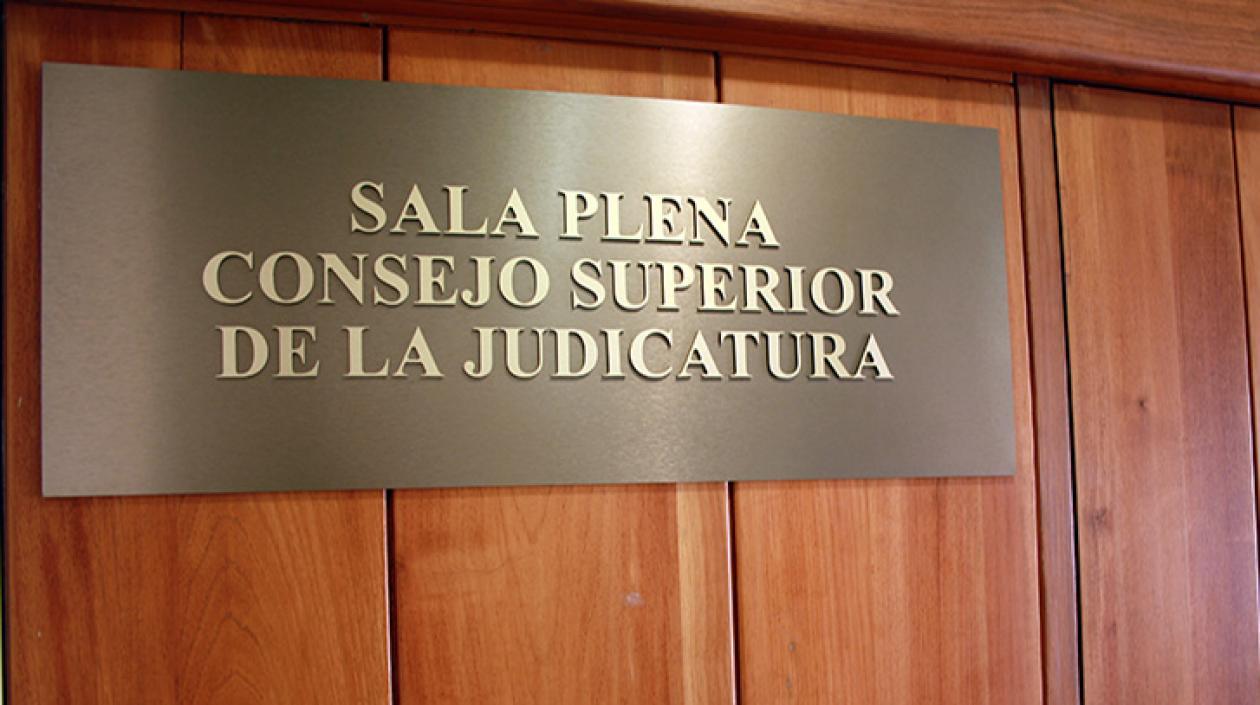 SALA PLENA
CONSEJO SUPERIOR
DE LA JUDICATURA